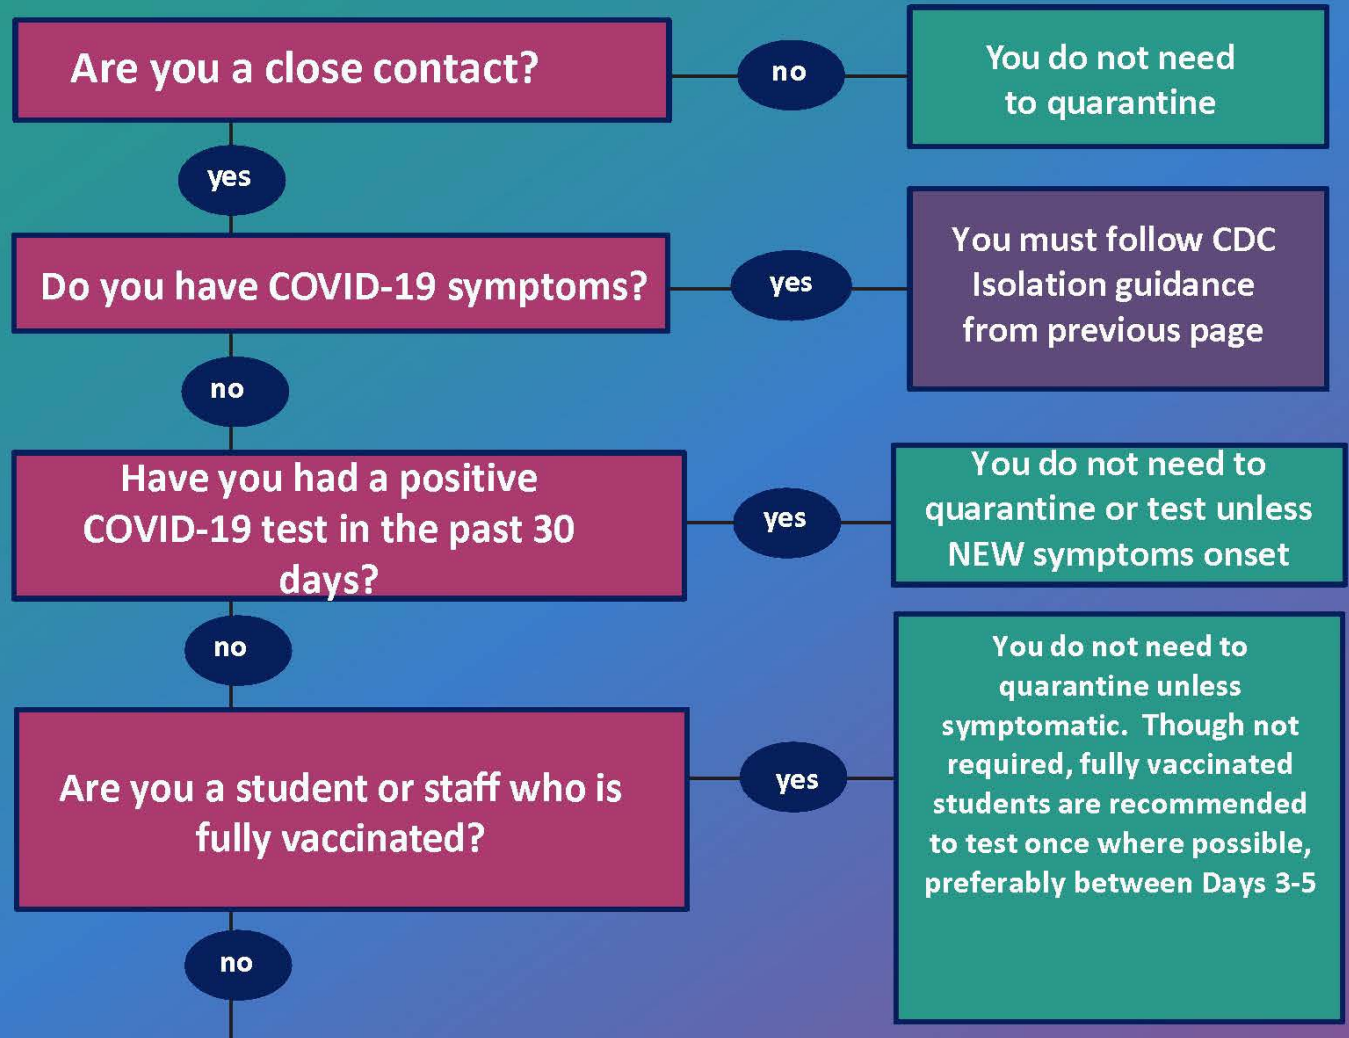 Are you a close contact?
no
You do not need
to quarantine
yes
Do you have COVID-19 symptoms?
yes
You must follow CDC
Isolation guidance
from previous page
no
Have you had a positive
COVID-19 test in the past 30
days?
yes
You do not need to
quarantine or test unless
NEW symptoms onset
no
Are you a student or staff who is
fully vaccinated?
yes
You do not need to
quarantine unless
symptomatic.  Though not
required, fully vaccinated
students are recommended
to test once where possible,
preferably between Days 3-5
no